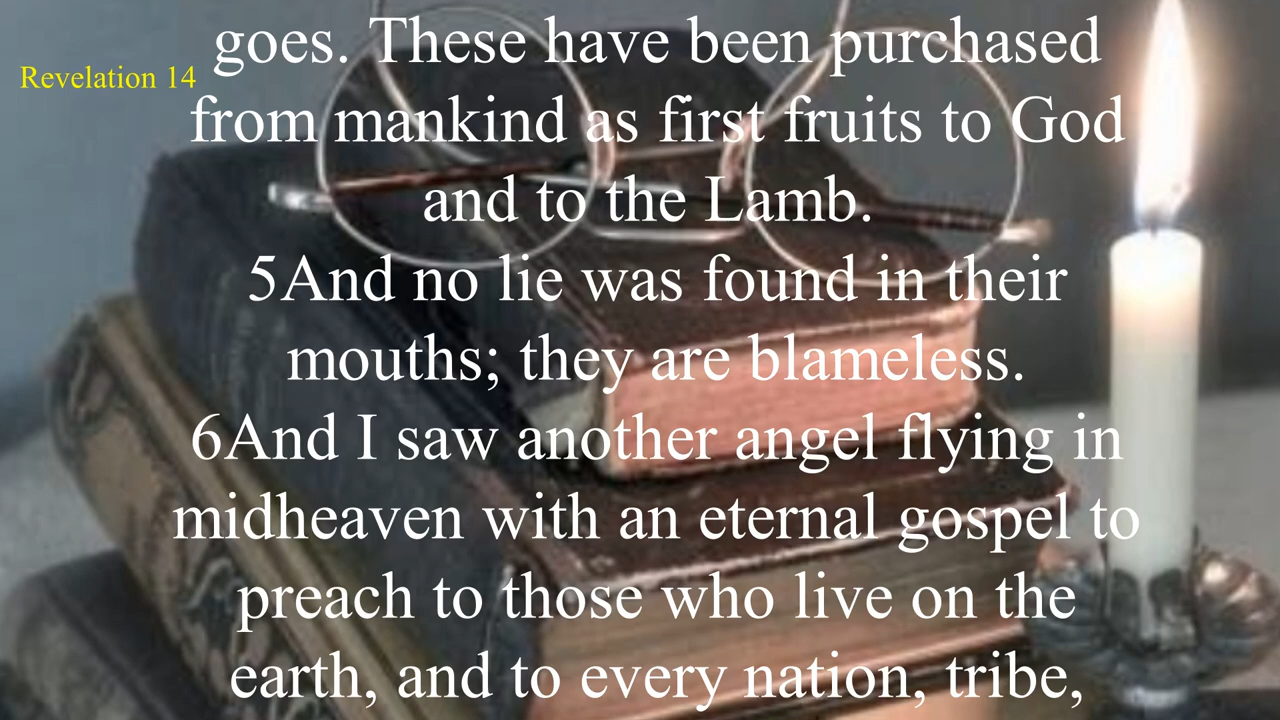 Revelation 14
goes. These have been purchased
from mankind as first fruits to God
and to the Lamb.
5And no lie was found in their
mouths; they are blameless.
6And I saw another angel flying in
midheaven with an eternal gospel to
preach to those who live on the
earth, and to every nation, tribe,